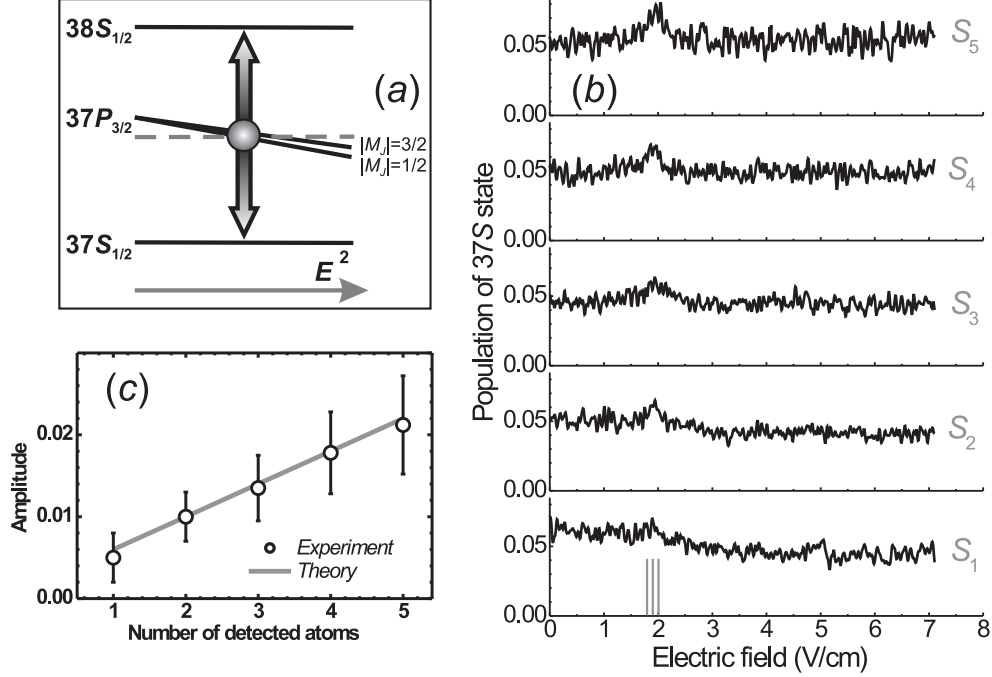 (a)
38S1/2
37P3/2
|MJ|=3/2
|MJ|=1/2
37S1/2
E 2
(b)
Population of 37S state
0.05
0.00
S5
0.05
0.00
S4
0.05
0.00
S3
0.05
0.00
S2
0.05
0.00
S1
0 1 2 3 4 5 6 7 8
Electric field (V/cm)
(c)
Amplitude
0.02
0.01
0.00
Experiment
Theory
1 2 3 4 5
Number of detected atoms